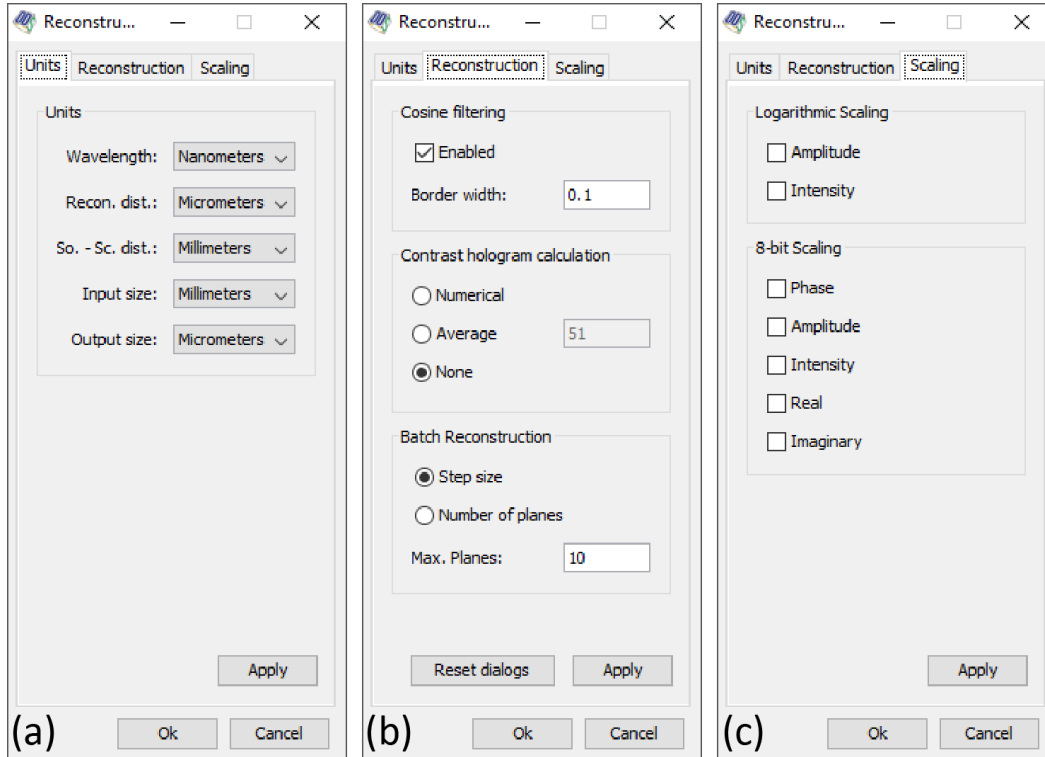 Reconstru...
Units Reconstruction Scaling
Units
Wavelength: Nanometers
Recon. dist.: Micrometers
So. - Sc. dist.: Millimeters
Input size: Millimeters
Output size: Micrometers
Apply
(a) Ok Cancel
Reconstru...
Units Reconstruction Scaling
Cosine filtering
Enabled
Border width: 0.1
Contrast hologram calculation
Numerical
Average 51
None
Batch Reconstruction
Step size
Number of planes
Max. Planes: 10
Reset dialogs Apply
(b) Ok Cancel
Reconstru...
Units Reconstruction Scaling
Logarithmic Scaling
Amplitude
Intensity
8-bit Scaling
Phase
Amplitude
Intensity
Real
Imaginary
Apply
(c) Ok Cancel